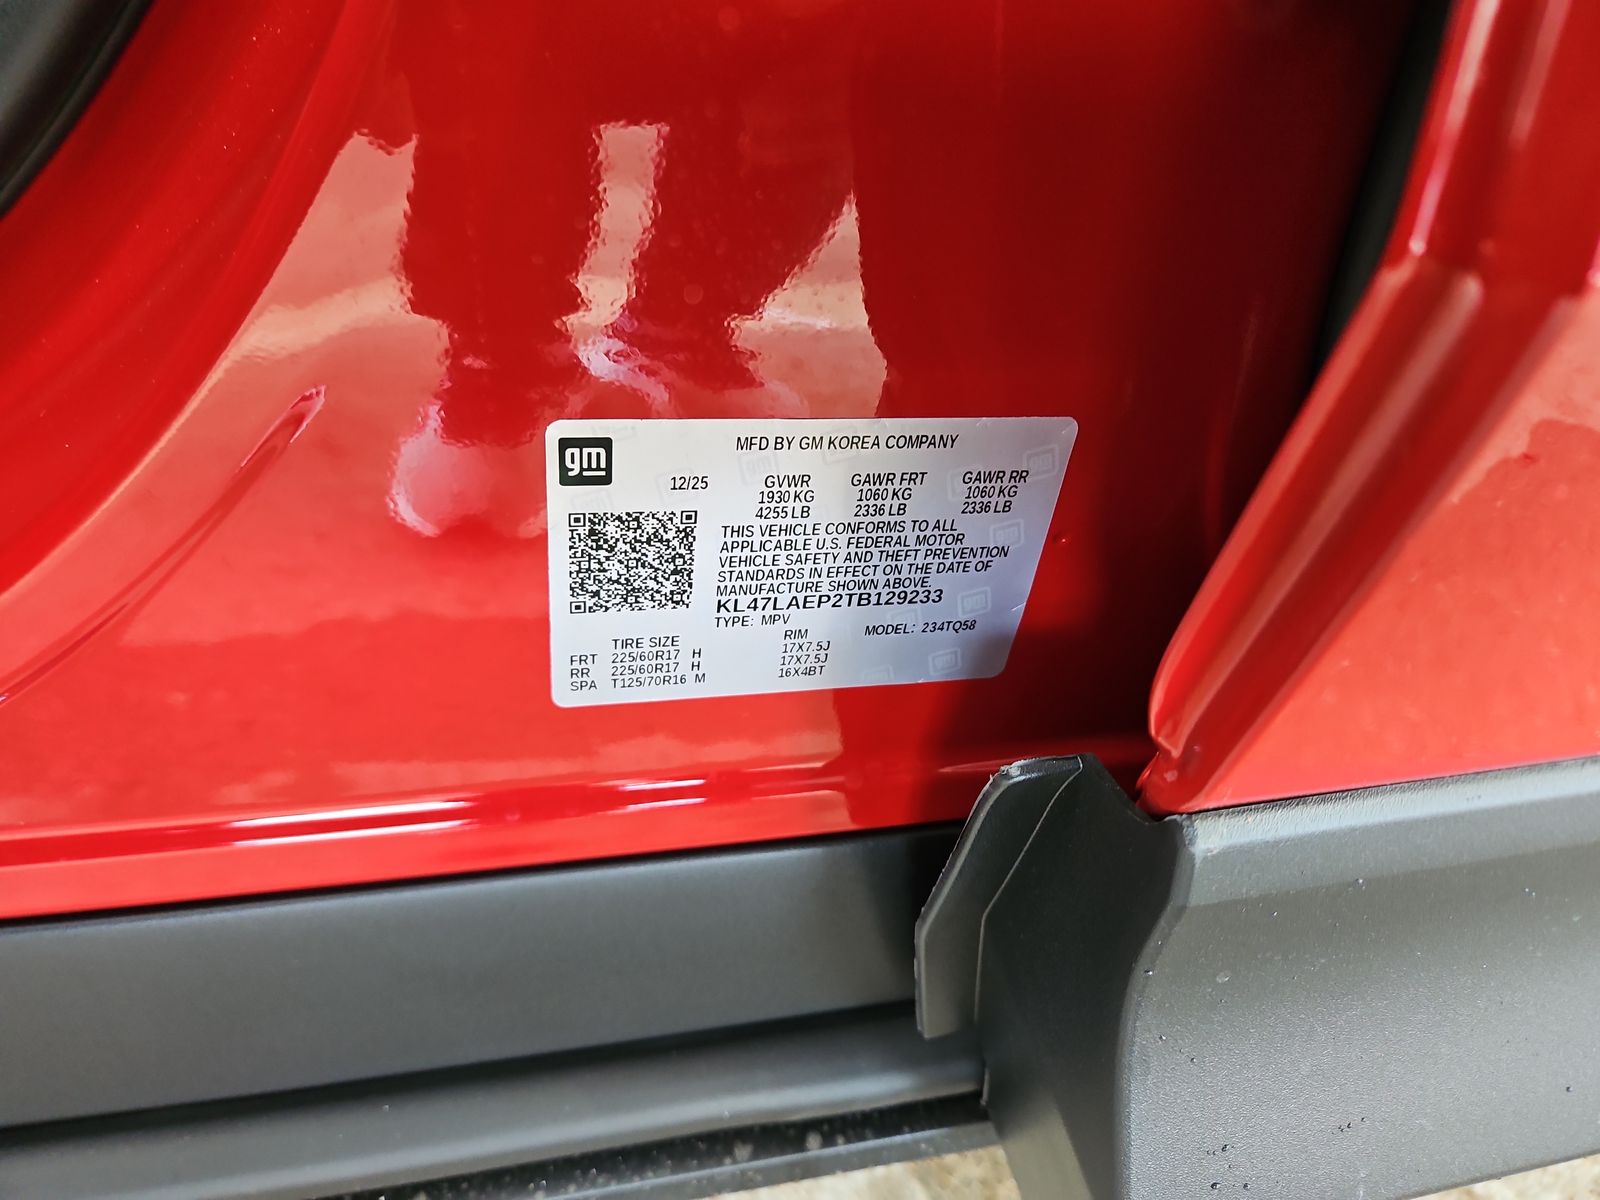 gm
MFD BY GM KOREA COMPANY
12/25 GVWR GAWR FRT GAWR RR
1930 KG 1060 KG 1060 KG
4255 LB 2336 LB 2336 LB
THIS VEHICLE CONFORMS TO ALL
APPLICABLE U.S. FEDERAL MOTOR
VEHICLE SAFETY AND THEFT PREVENTION
STANDARDS IN EFFECT ON THE DATE OF
MANUFACTURE SHOWN ABOVE.
KL47LAEP2TB129233
TYPE: MPV MODEL: 234TQ58
TIRE SIZE RIM
FRT 225/60R17 H 17X7.5J
RR 225/60R17 H 17X7.5J
SPA T125/70R16 M 16X4BT